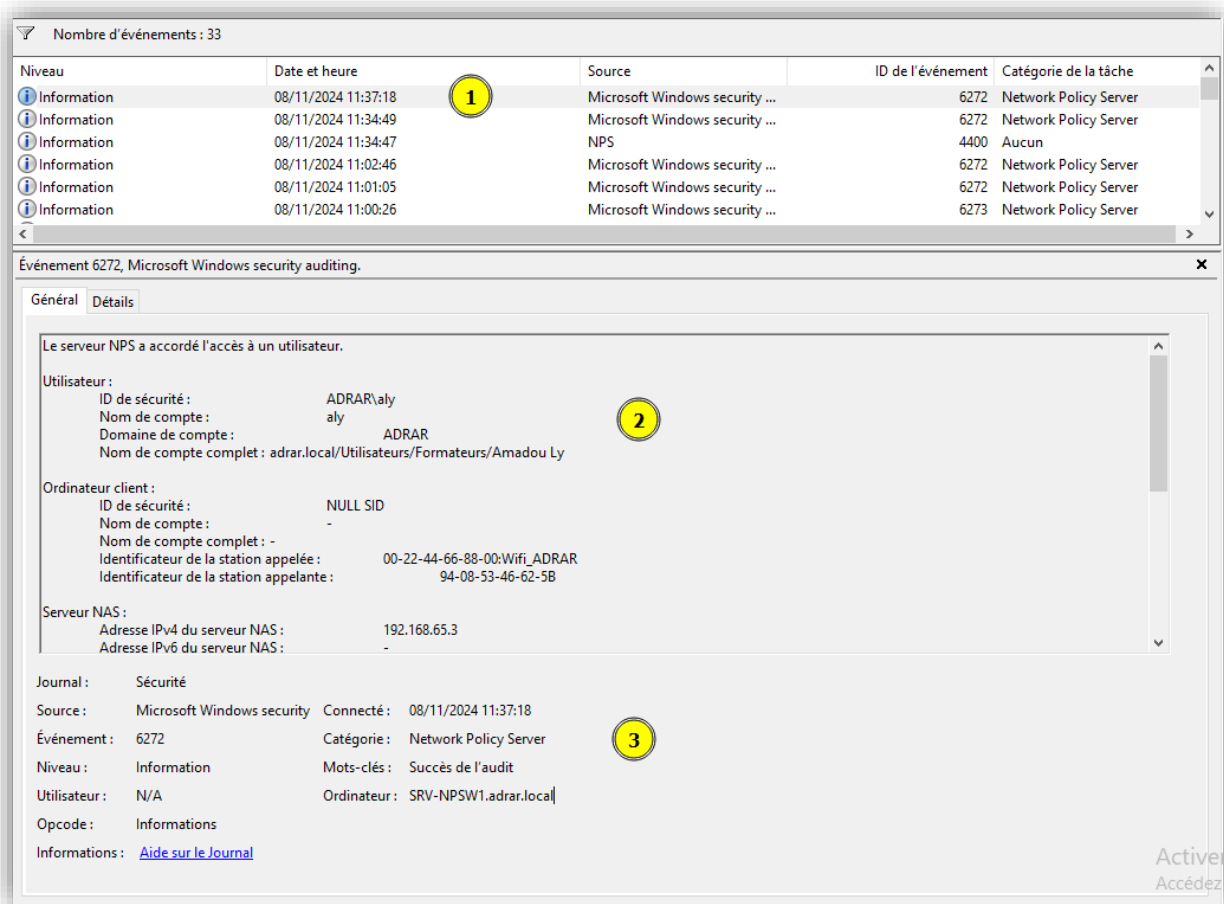 Nombre d'événements : 33
Niveau Date et heure Source ID de l'événement Catégorie de la tâche
Information 08/11/2024 11:37:18 1 Microsoft Windows security ... 6272 Network Policy Server
Information 08/11/2024 11:34:49 Microsoft Windows security ... 6272 Network Policy Server
Information 08/11/2024 11:34:47 NPS 4400 Aucun
Information 08/11/2024 11:02:46 Microsoft Windows security ... 6272 Network Policy Server
Information 08/11/2024 11:01:05 Microsoft Windows security ... 6272 Network Policy Server
Information 08/11/2024 11:00:26 Microsoft Windows security ... 6273 Network Policy Server
Événement 6272, Microsoft Windows security auditing.
Général Détails
Le serveur NPS a accordé l'accès à un utilisateur.
Utilisateur :
ID de sécurité : ADRAR\aly
Nom de compte : aly 2
Domaine de compte : ADRAR
Nom de compte complet : adrar.local/Utilisateurs/Formateurs/Amadou Ly
Ordinateur client :
ID de sécurité : NULL SID
Nom de compte : -
Nom de compte complet : -
Identificateur de la station appelée : 00-22-44-66-88-00:Wifi_ADRAR
Identificateur de la station appelante : 94-08-53-46-62-5B
Serveur NAS :
Adresse IPv4 du serveur NAS : 192.168.65.3
Adresse IPv6 du serveur NAS : -
Journal : Sécurité
Source : Microsoft Windows security Connecté : 08/11/2024 11:37:18
Événement : 6272 Catégorie : Network Policy Server 3
Niveau : Information Mots-clés : Succès de l'audit
Utilisateur : N/A Ordinateur : SRV-NPSW1.adrar.local
Opcode : Informations
Informations : Aide sur le Journal
Activer
Accédez